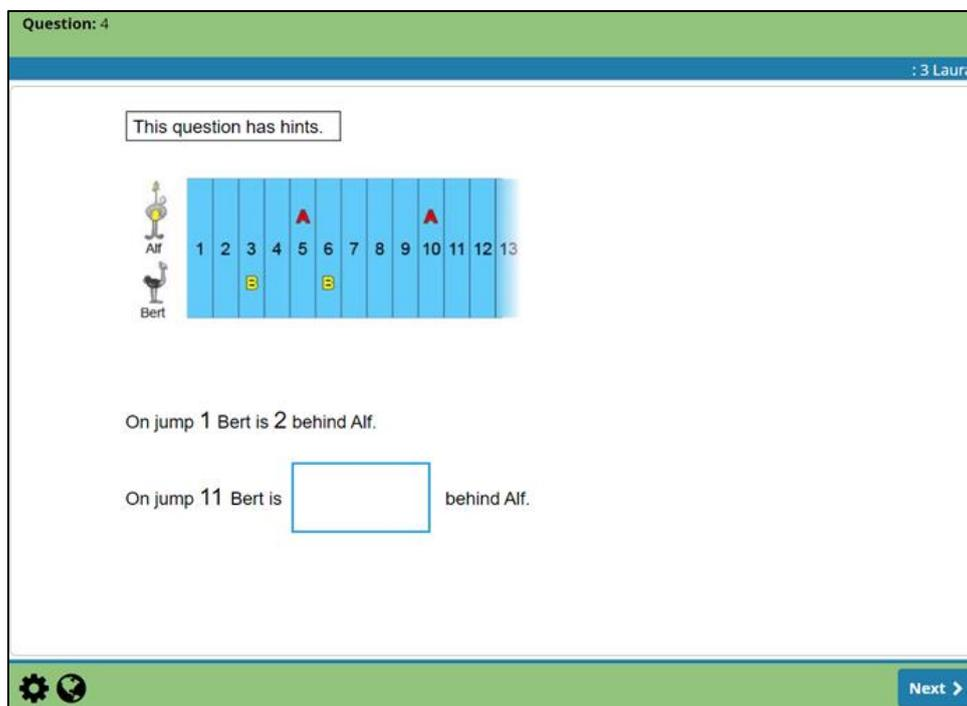 Question: 4
: 3 Laura
This question has hints.
A A
Alf 1 2 3 4 5 6 7 8 9 10 11 12 13
B B
Bert
On jump 1 Bert is 2 behind Alf.
On jump 11 Bert is behind Alf.
Next